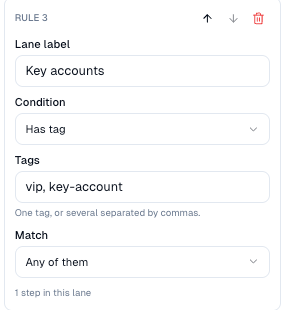 RULE 3
Lane label
Key accounts
Condition
Has tag
Tags
vip, key-account
One tag, or several separated by commas.
Match
Any of them
1 step in this lane